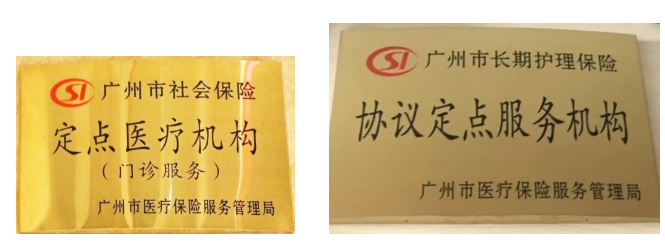 SI 广州市社会保险
定点医疗机构
(门诊服务)
广州市医疗保险服务管理局
SI 广州市长期护理保险
协议定点服务机构
广州市医疗保险服务管理局